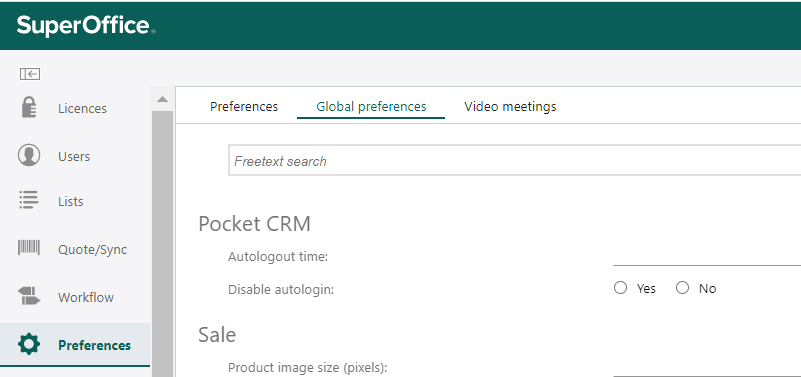 SuperOffice®
Licences
Users
Lists
Quote/Sync
Workflow
Preferences
Preferences Global preferences Video meetings
Freetext search
Pocket CRM
Autologout time:
Disable autologin: Yes No
Sale
Product image size (pixels):